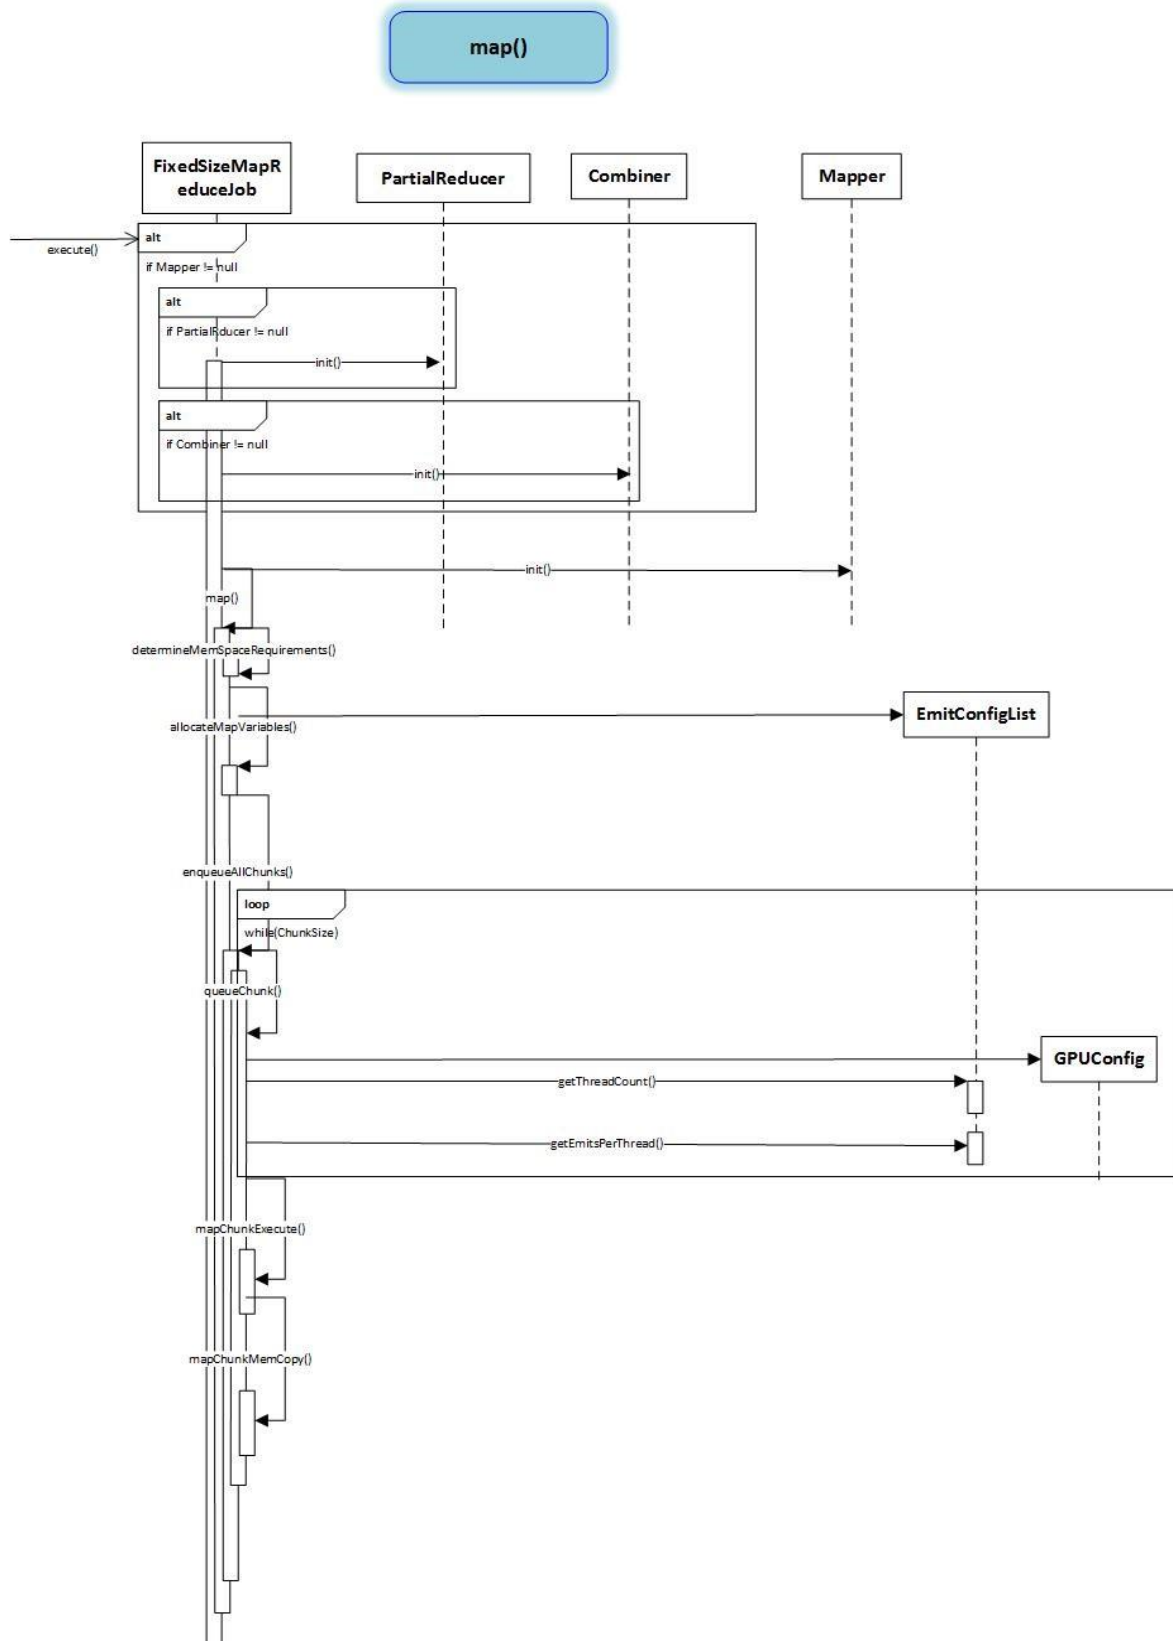 map()
FixedSizeMapR
educeJob
PartialReducer
Combiner
Mapper
execute()
alt
if Mapper != null
alt
if PartialRducer != null
init()
alt
if Combiner != null
init()
init()
map()
determineMemSpaceRequirements()
EmitConfigList
allocateMapVariables()
enqueueAllChunks()
loop
while(ChunkSize)
queueChunk()
GPUConfig
getThreadCount()
getEmitsPerThread()
mapChunkExecute()
mapChunkMemCopy()